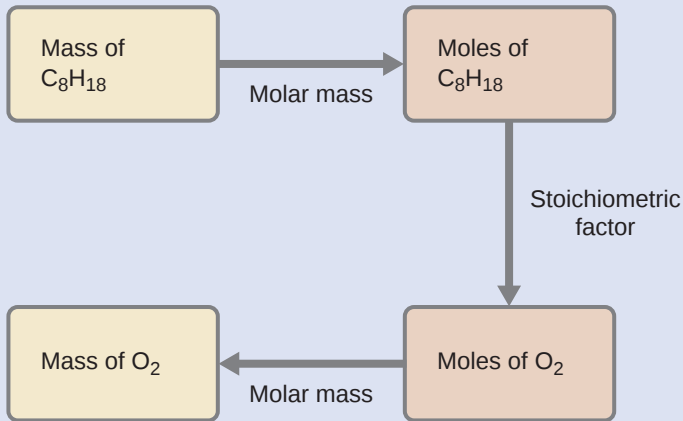 Mass of
C₈H₁₈
Molar mass
Moles of
C₈H₁₈
Stoichiometric
factor
Mass of O₂
Molar mass
Moles of O₂